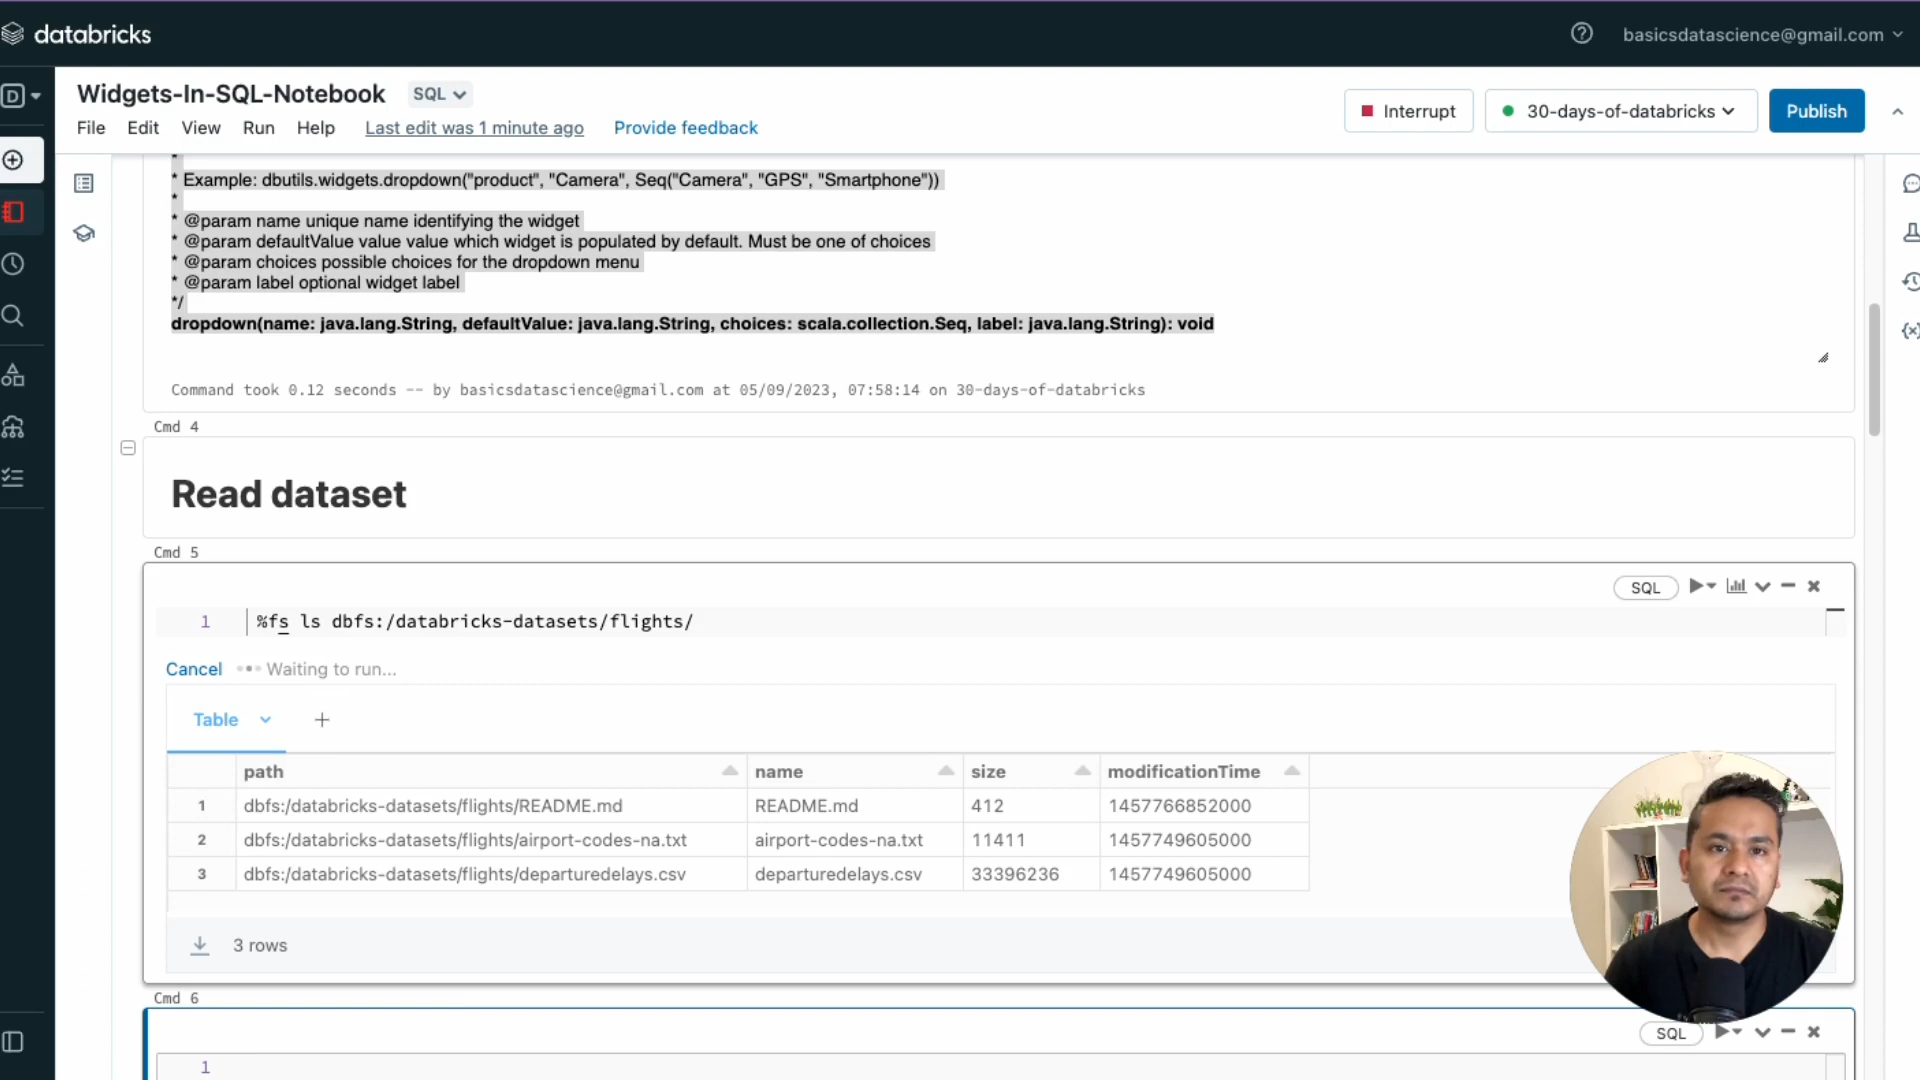 databricks
basicsdatascience@gmail.com
D
Widgets-In-SQL-Notebook
SQL
File Edit View Run Help Last edit was 1 minute ago Provide feedback
Interrupt
30-days-of-databricks
Publish
*
* Example: dbutils.widgets.dropdown("product", "Camera", Seq("Camera", "GPS", "Smartphone"))
*
* @param name unique name identifying the widget
* @param defaultValue value value which widget is populated by default. Must be one of choices
* @param choices possible choices for the dropdown menu
* @param label optional widget label
*/
dropdown(name: java.lang.String, defaultValue: java.lang.String, choices: scala.collection.Seq, label: java.lang.String): void
Command took 0.12 seconds -- by basicsdatascience@gmail.com at 05/09/2023, 07:58:14 on 30-days-of-databricks
Cmd 4
Read dataset
Cmd 5
SQL
1 %fs ls dbfs:/databricks-datasets/flights/
Cancel Waiting to run...
Table +
path name size modificationTime
1 dbfs:/databricks-datasets/flights/README.md README.md 412 1457766852000
2 dbfs:/databricks-datasets/flights/airport-codes-na.txt airport-codes-na.txt 11411 1457749605000
3 dbfs:/databricks-datasets/flights/departuredelays.csv departuredelays.csv 33396236 1457749605000
3 rows
Cmd 6
SQL
1